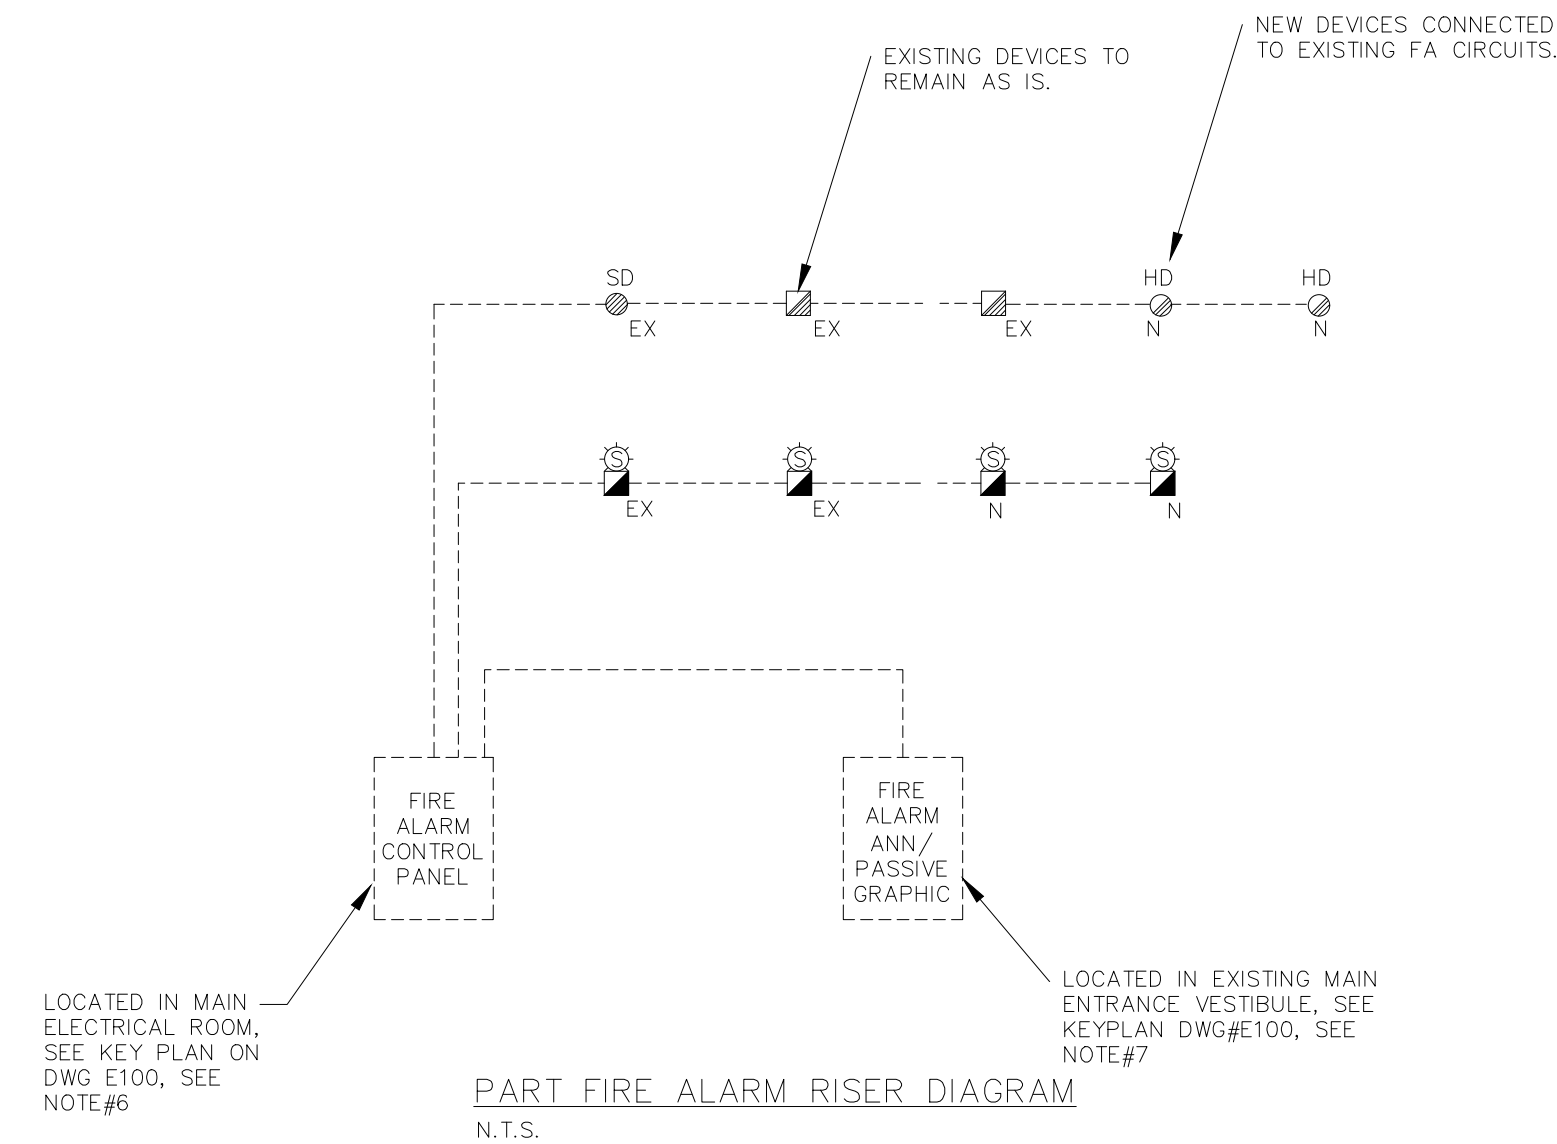 NEW DEVICES CONNECTED
TO EXISTING FA CIRCUITS.
EXISTING DEVICES TO
REMAIN AS IS.
SD
HD
HD
EX
EX
EX
N
N
S
S
S
S
EX
EX
N
N
FIRE
ALARM
CONTROL
PANEL
FIRE
ALARM
ANN/
PASSIVE
GRAPHIC
LOCATED IN MAIN
ELECTRICAL ROOM,
SEE KEY PLAN ON
DWG E100, SEE
NOTE#6
LOCATED IN EXISTING MAIN
ENTRANCE VESTIBULE, SEE
KEYPLAN DWG#E100, SEE
NOTE#7
PART FIRE ALARM RISER DIAGRAM
N.T.S.